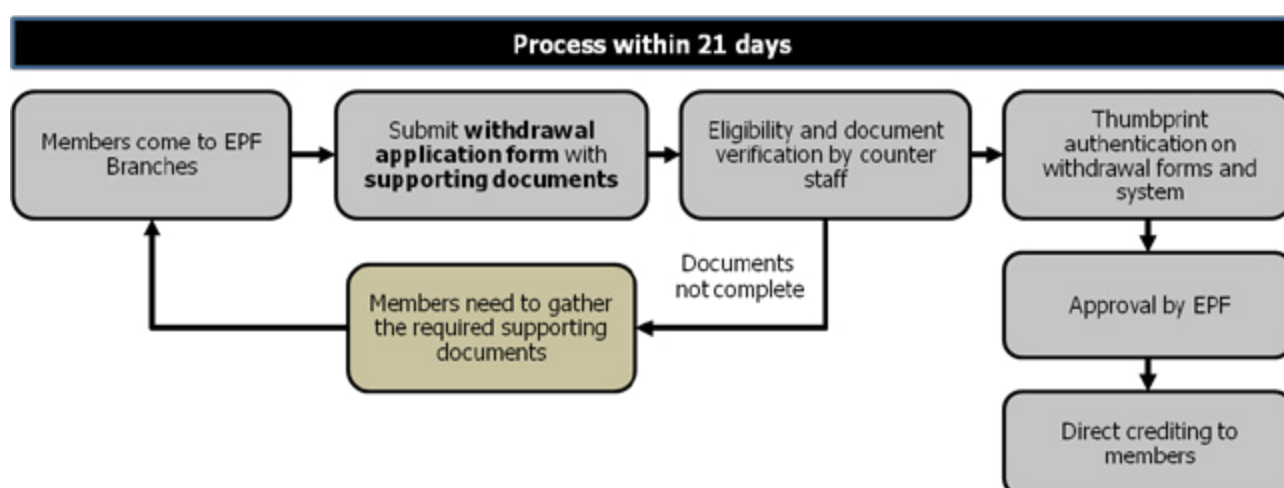 Process within 21 days
Members come to EPF
Branches
Submit withdrawal
application form with
supporting documents
Eligibility and document
verification by counter
staff
Thumbprint
authentication on
withdrawal forms and
system
Documents
not complete
Members need to gather
the required supporting
documents
Approval by EPF
Direct crediting to
members